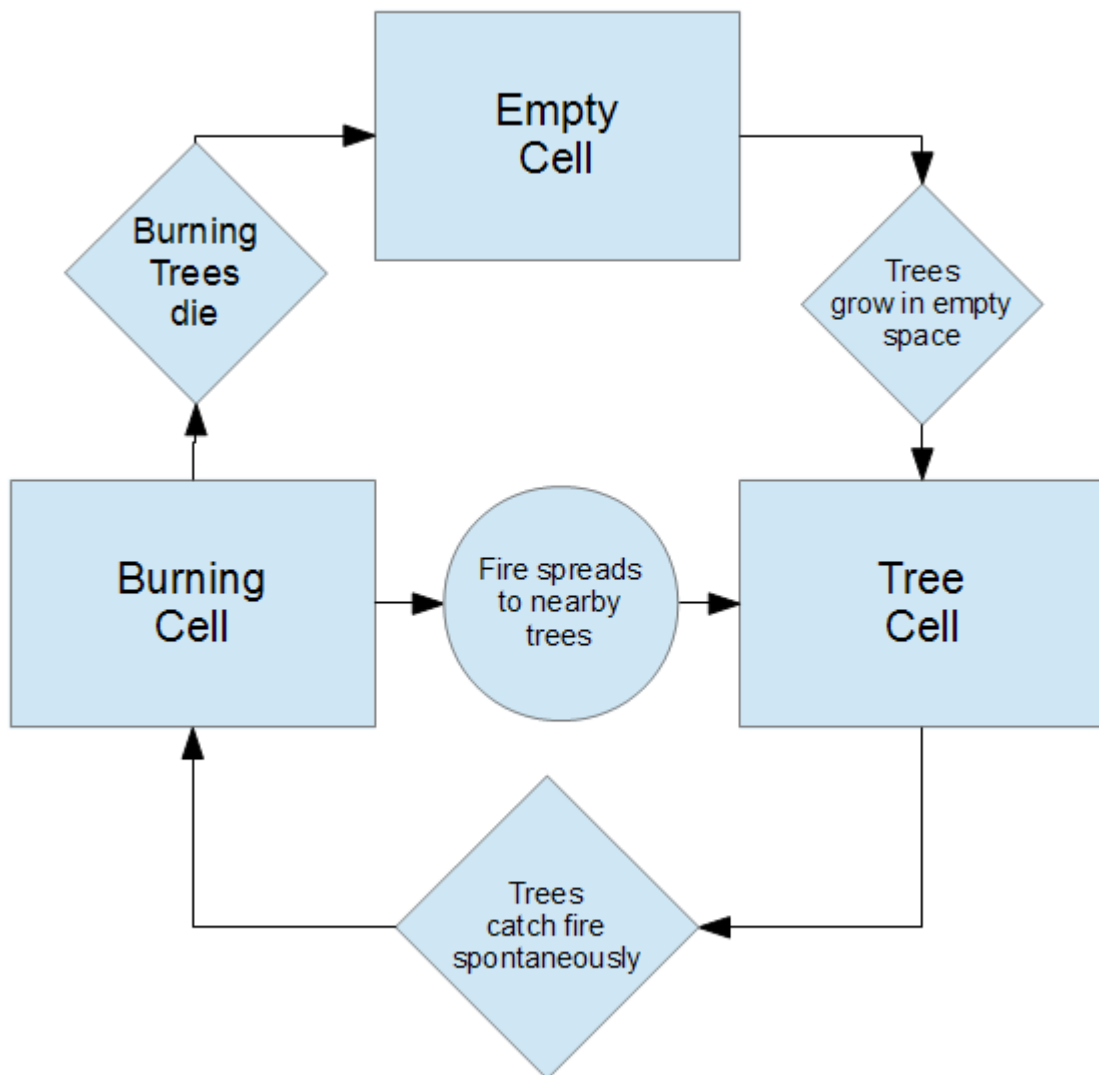 Empty
Cell
Burning
Trees
die
Trees
grow in empty
space
Burning
Cell
Fire spreads
to nearby
trees
Tree
Cell
Trees
catch fire
spontaneously